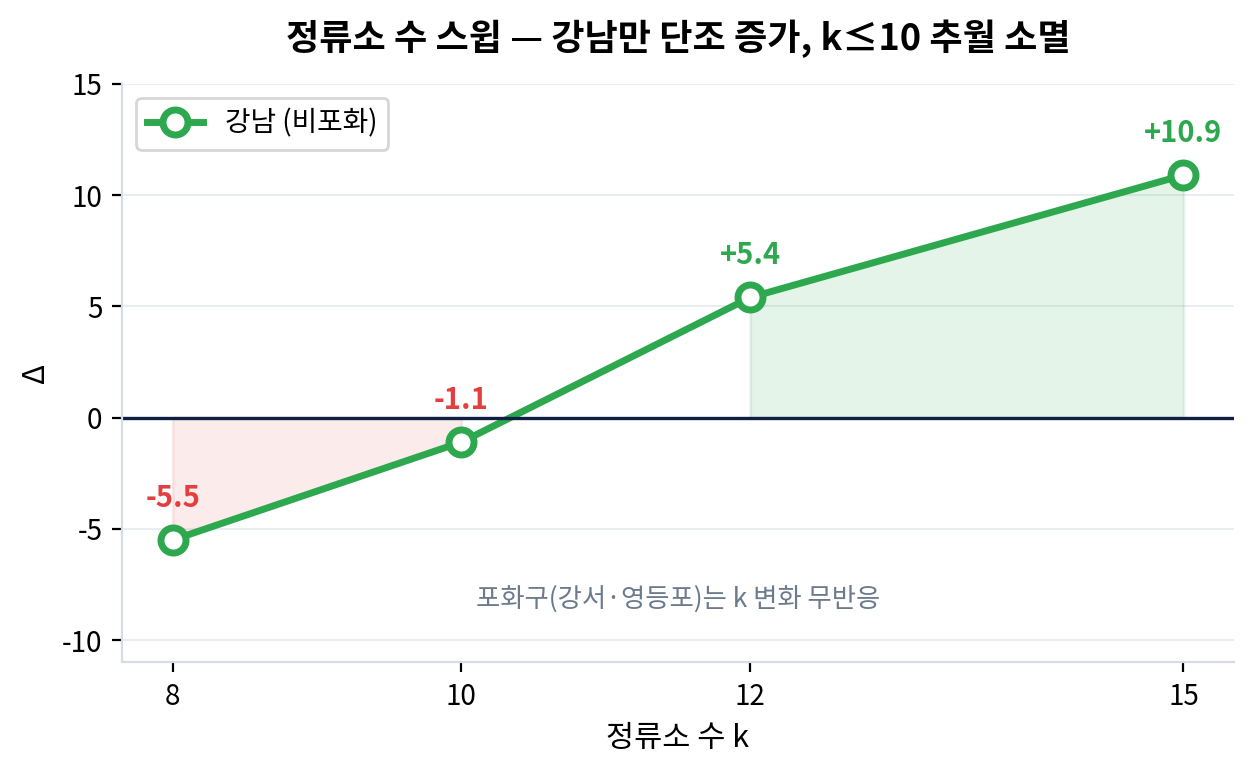 정류소 수 스윕 — 강남만 단조 증가, k≤10 추월 소멸
15
10
5
0
-5
-10
Δ
강남 (비포화)
+10.9
+5.4
-1.1
-5.5
포화구(강서·영등포)는 k 변화 무반응
8 10 12 15
정류소 수 k